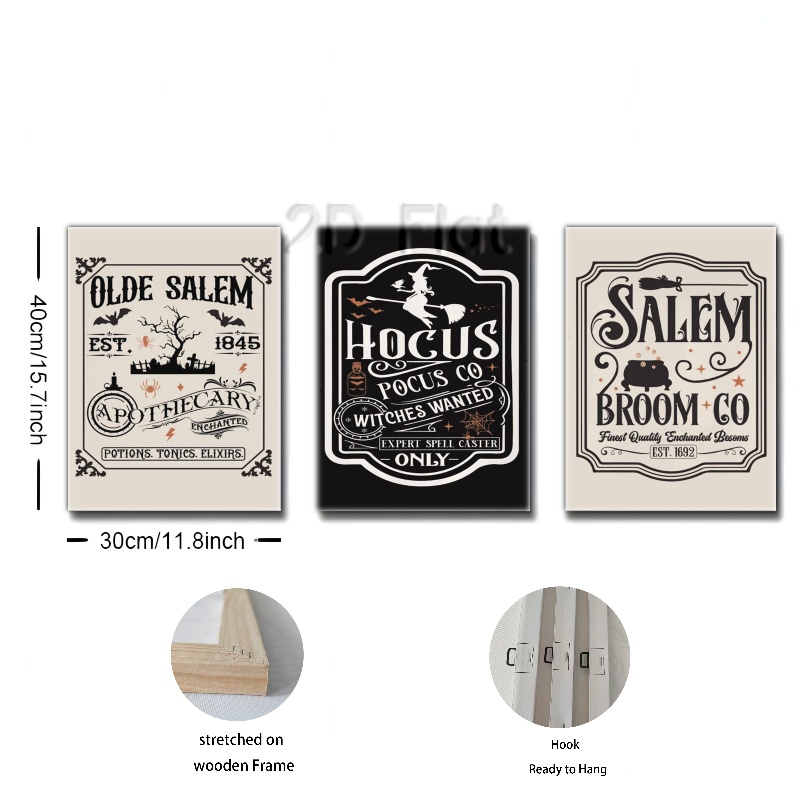 2D Flat
40cm/15.7inch
OLDE SALEM
EST. 1845
APOTHECARY
ENCHANTED
POTIONS. TONICS. ELIXIRS.
HOCUS
POCUS CO
WITCHES WANTED
EXPERT SPELL CASTER
ONLY
SALEM
BROOM CO
Finest Quality Enchanted Besoms
EST. 1692
30cm/11.8inch
stretched on
wooden Frame
Hook
Ready to Hang